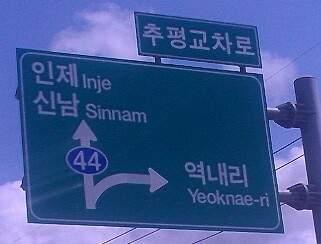 추평교차로
인제 Inje
신남 Sinnam
44
역내리
Yeoknae-ri